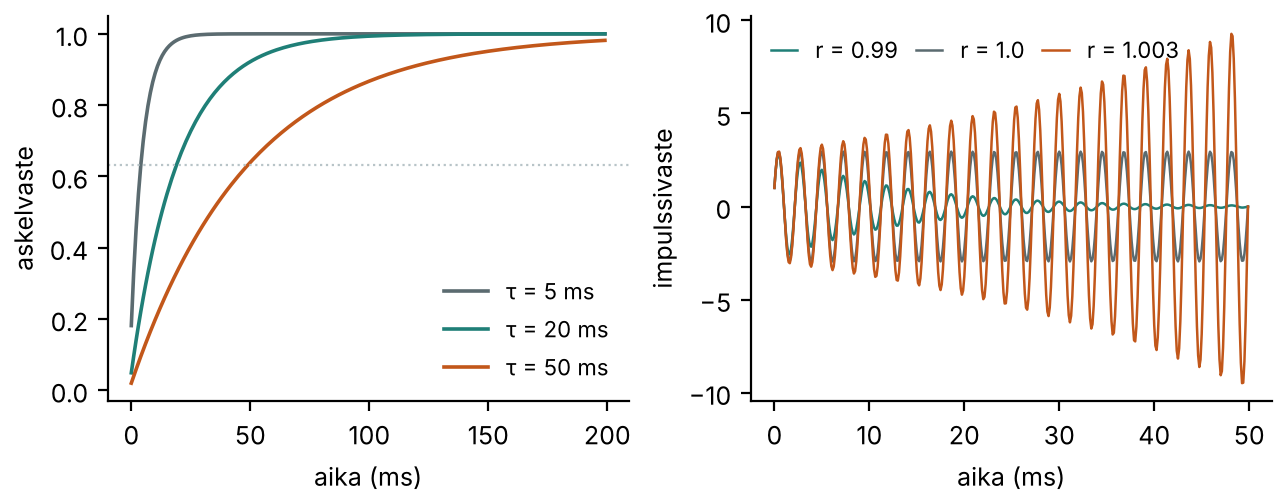 askelvaste
1.0
0.8
0.6
0.4
0.2
0.0
τ = 5 ms
τ = 20 ms
τ = 50 ms
0 50 100 150 200
aika (ms)
impulssivaste
10
5
0
−5
−10
r = 0.99 r = 1.0 r = 1.003
0 10 20 30 40 50
aika (ms)